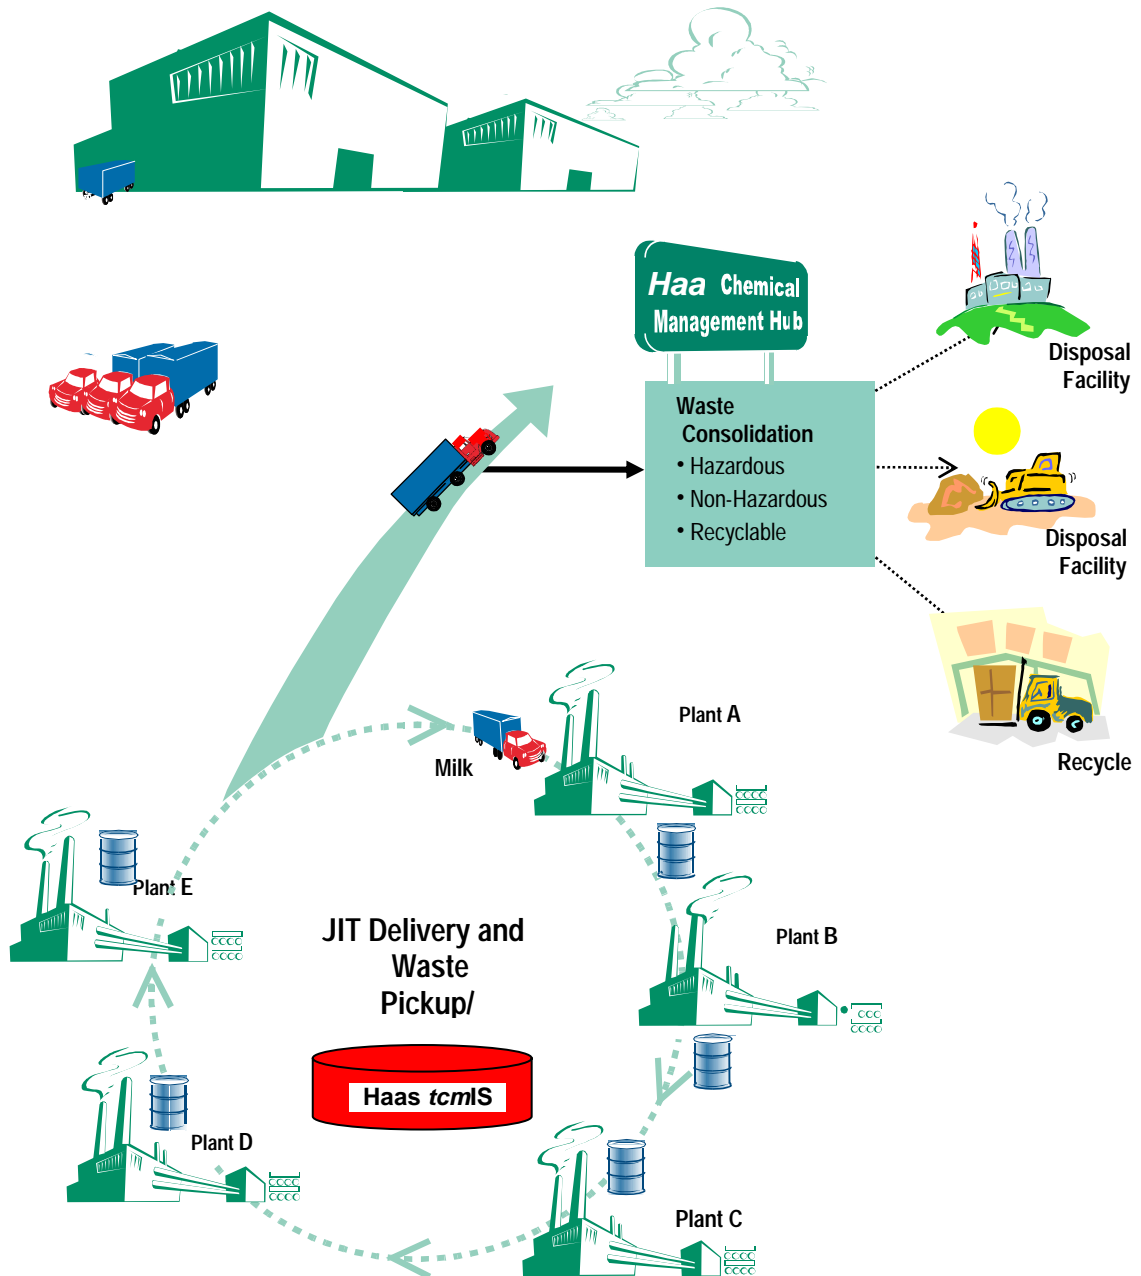 Haa Chemical
Management Hub
Disposal
Facility
Waste
Consolidation
• Hazardous
• Non-Hazardous
• Recyclable
Disposal
Facility
Recycle
Plant A
Milk
Plant E
Plant B
JIT Delivery and
Waste
Pickup/
Haas tcmIS
Plant D
Plant C